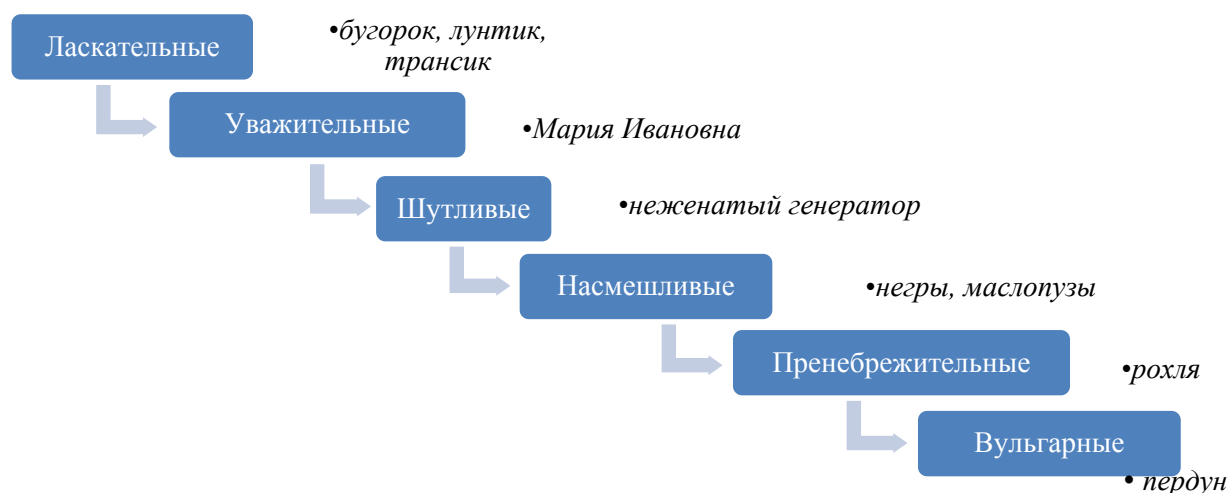 Ласкательные
•бугорок, лунтик,
трансик
Уважительные
•Мария Ивановна
Шутливые
•неженатый генератор
Насмешливые
•негры, маслопузы
Пренебрежительные
•рохля
Вульгарные
• пердун